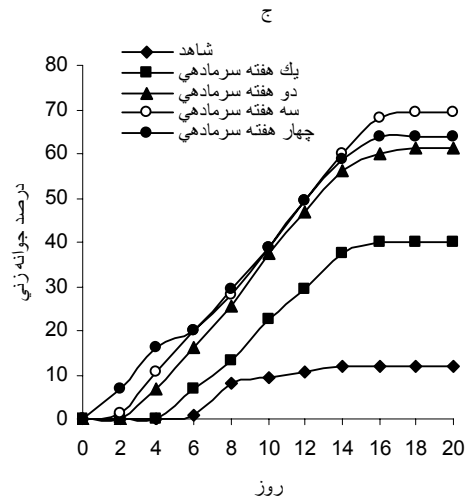 ج
شاهد
يك هفته سرمادهي
دو هفته سرمادهي
سه هفته سرمادهي
چهار هفته سرمادهي
درصد جوانه زني
80
70
60
50
40
30
20
10
0
0 2 4 6 8 10 12 14 16 18 20
روز